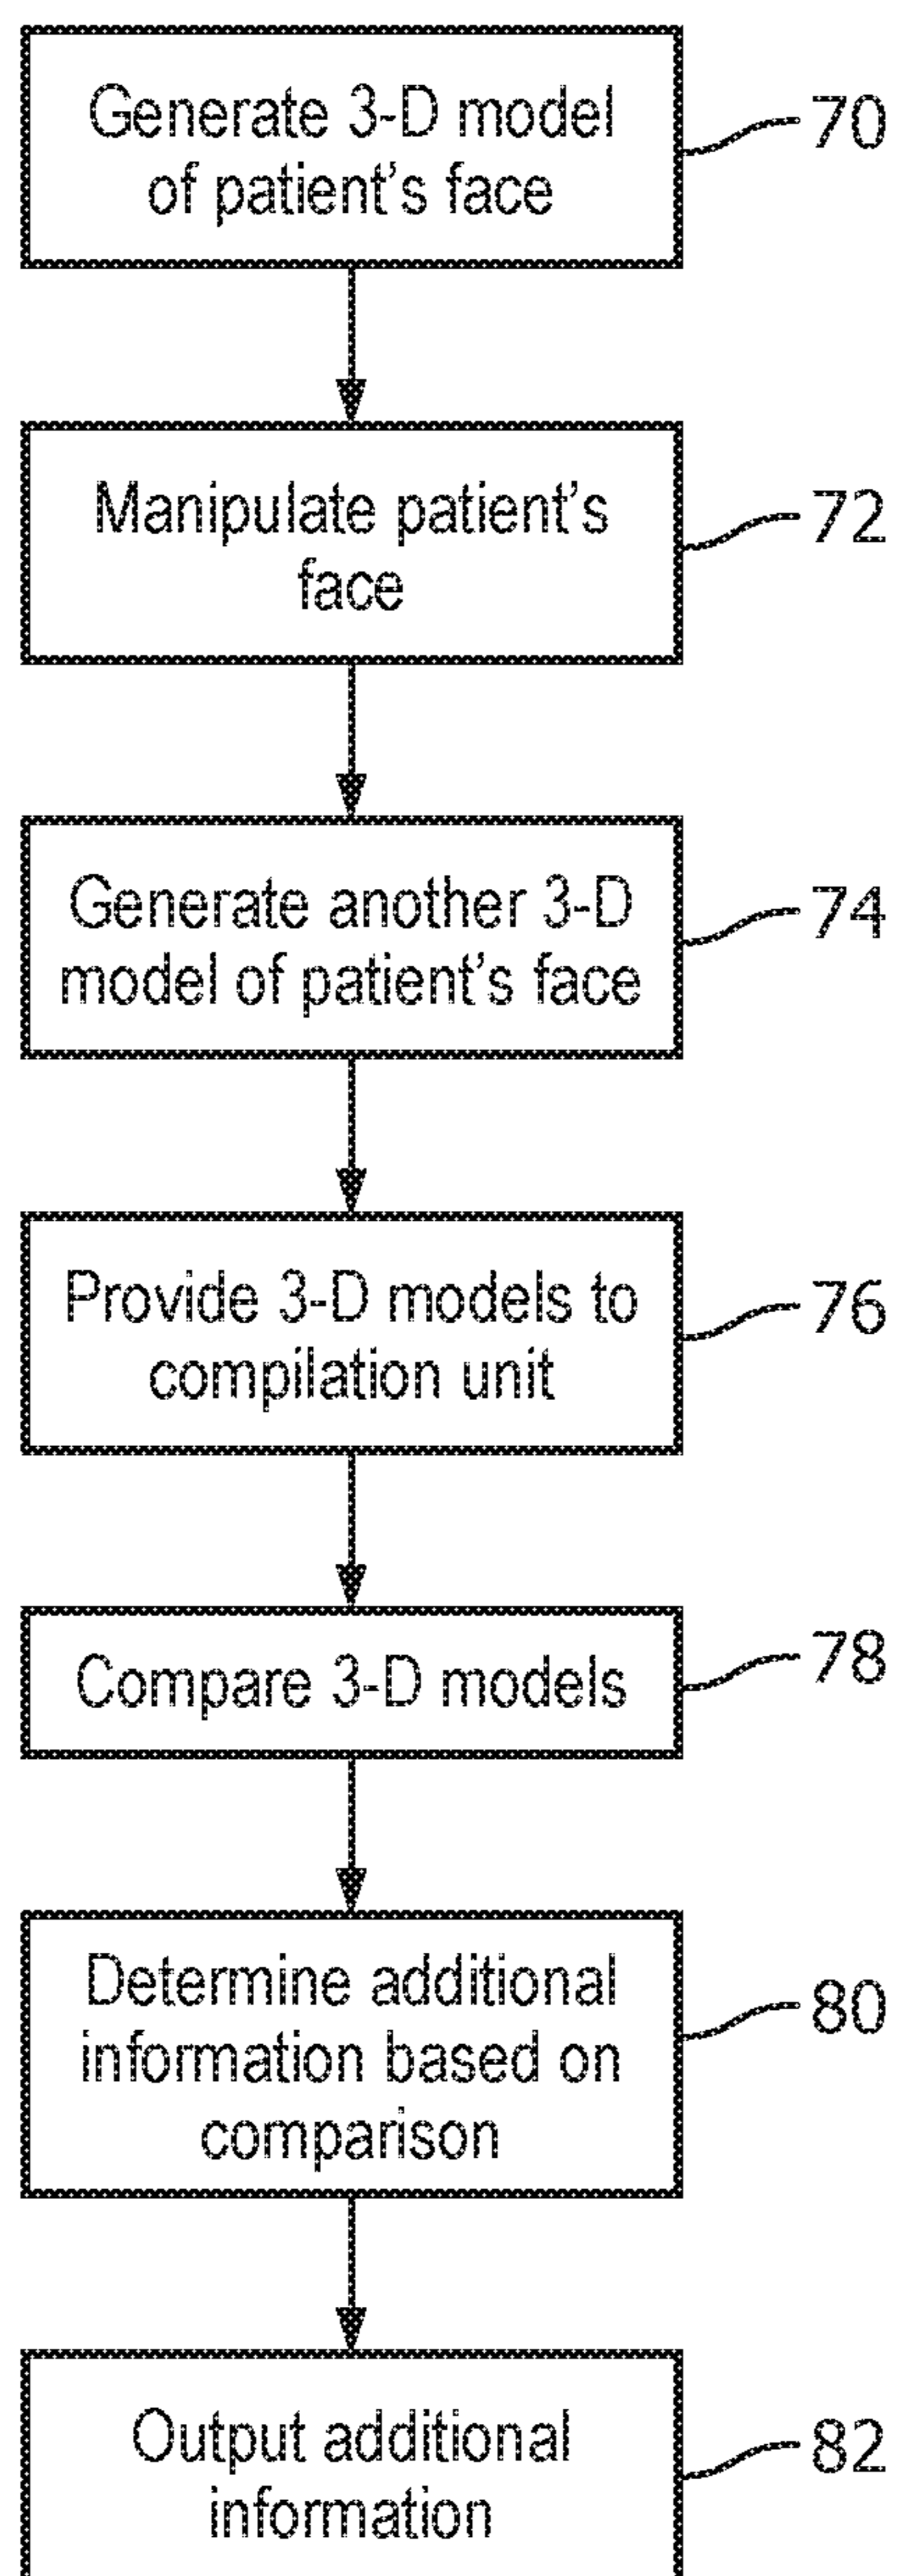 Generate 3-D model
of patient's face
70
Manipulate patient's
face
72
Generate another 3-D
model of patient's face
74
Provide 3-D models to
compilation unit
76
Compare 3-D models
78
Determine additional
information based on
comparison
80
Output additional
information
82